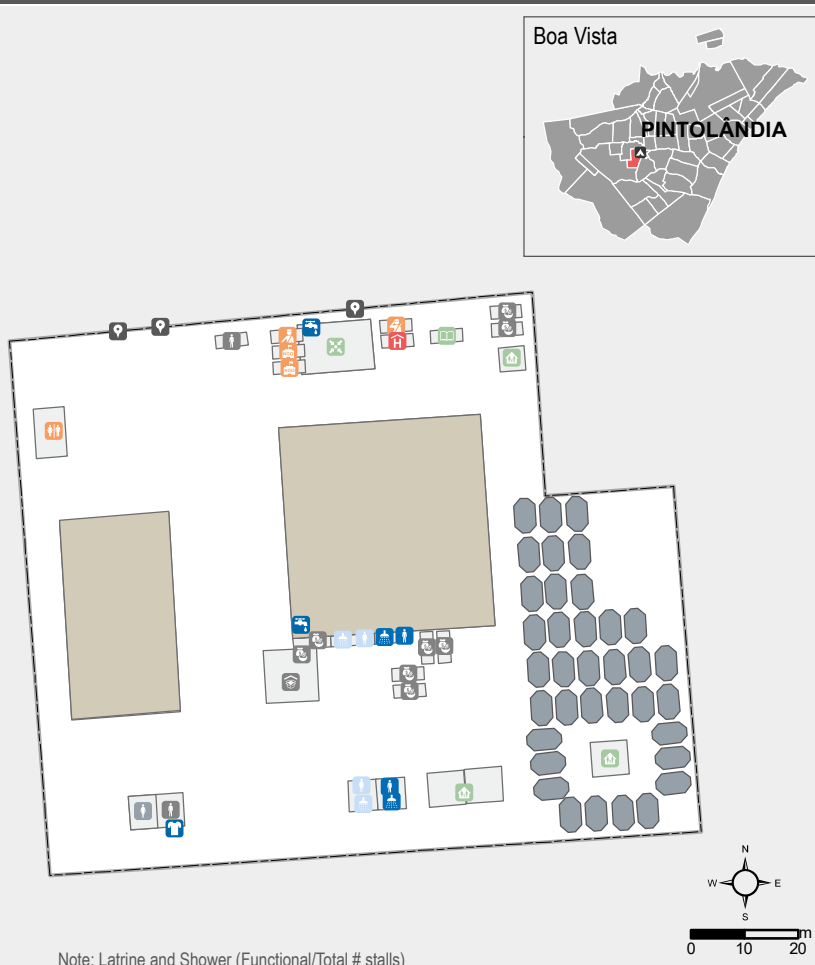 Boa Vista
PINTOLÂNDIA
H
N
W E
S
m
0 10 20
Note: Latrine and Shower (Functional/Total # stalls)